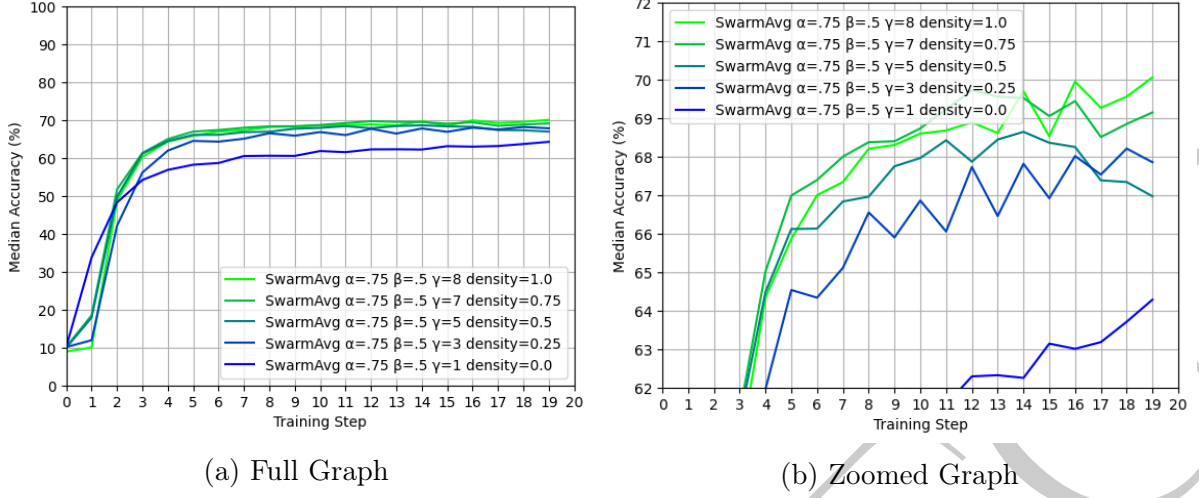 100
90
80
70
60
50
40
30
20
10
0
Median Accuracy (%)
SwarmAvg α=.75 β=.5 γ=8 density=1.0
SwarmAvg α=.75 β=.5 γ=7 density=0.75
SwarmAvg α=.75 β=.5 γ=5 density=0.5
SwarmAvg α=.75 β=.5 γ=3 density=0.25
SwarmAvg α=.75 β=.5 γ=1 density=0.0
0 1 2 3 4 5 6 7 8 9 10 11 12 13 14 15 16 17 18 19 20
Training Step
(a) Full Graph
72
71
70
69
68
67
66
65
64
63
62
Median Accuracy (%)
SwarmAvg α=.75 β=.5 γ=8 density=1.0
SwarmAvg α=.75 β=.5 γ=7 density=0.75
SwarmAvg α=.75 β=.5 γ=5 density=0.5
SwarmAvg α=.75 β=.5 γ=3 density=0.25
SwarmAvg α=.75 β=.5 γ=1 density=0.0
0 1 2 3 4 5 6 7 8 9 10 11 12 13 14 15 16 17 18 19 20
Training Step
(b) Zoomed Graph